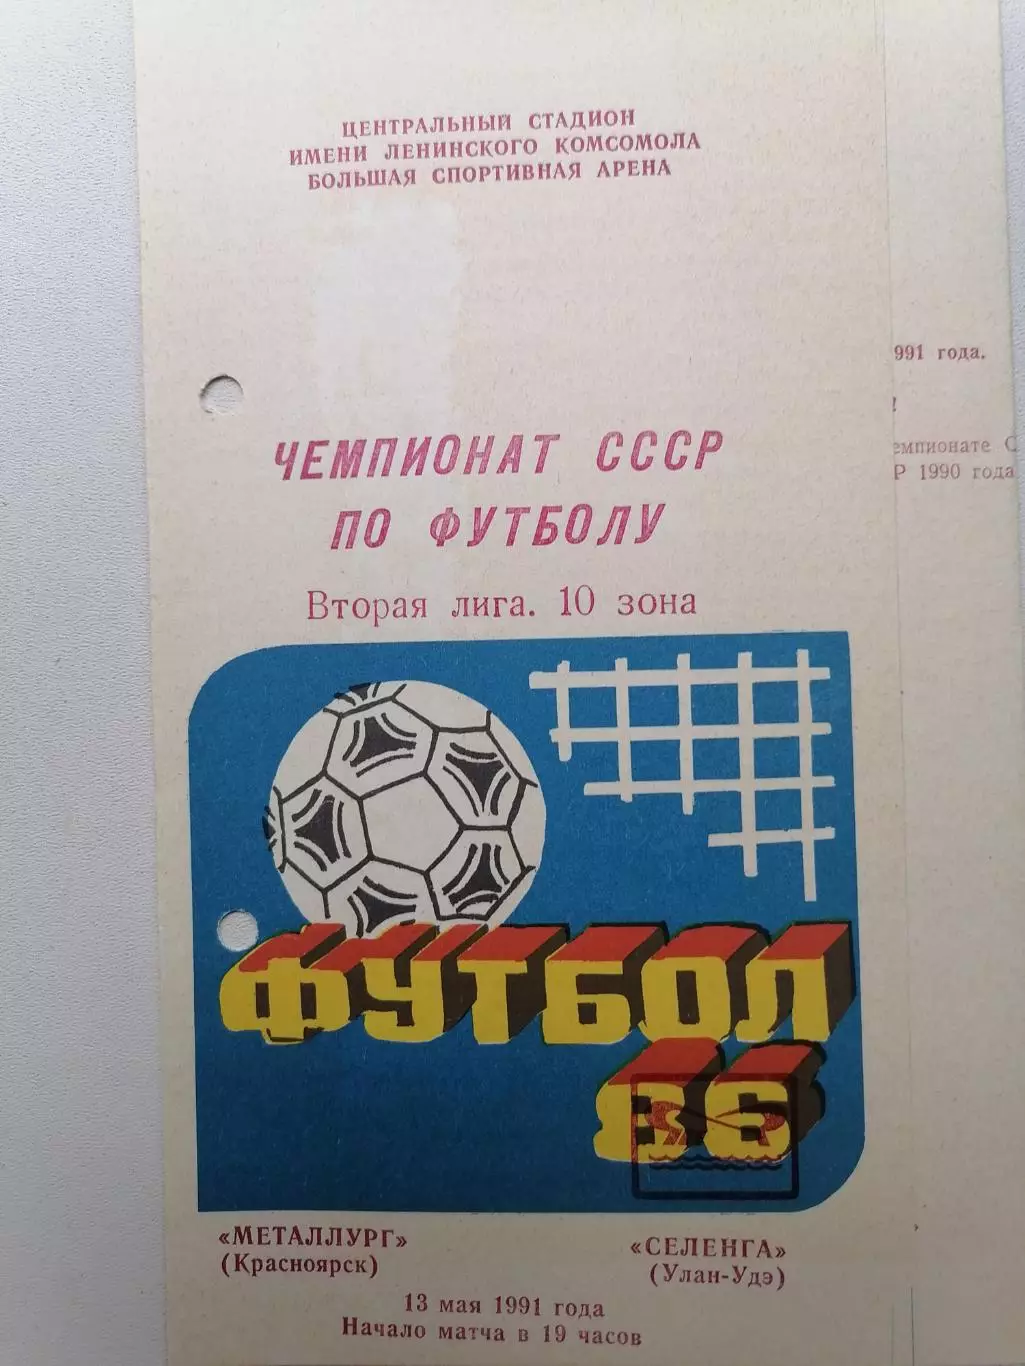 ЦЕНТРАЛЬНЫЙ СТАДИОН
ИМЕНИ ЛЕНИНСКОГО КОМСОМОЛА
БОЛЬШАЯ СПОРТИВНАЯ АРЕНА
ЧЕМПИОНАТ СССР
ПО ФУТБОЛУ
Вторая лига. 10 зона
ФУТБОЛ
86
«МЕТАЛЛУРГ»
(Красноярск)
«СЕЛЕНГА»
(Улан-Удэ)
13 мая 1991 года
Начало матча в 19 часов
991 года.
емпионате С
Р 1990 года